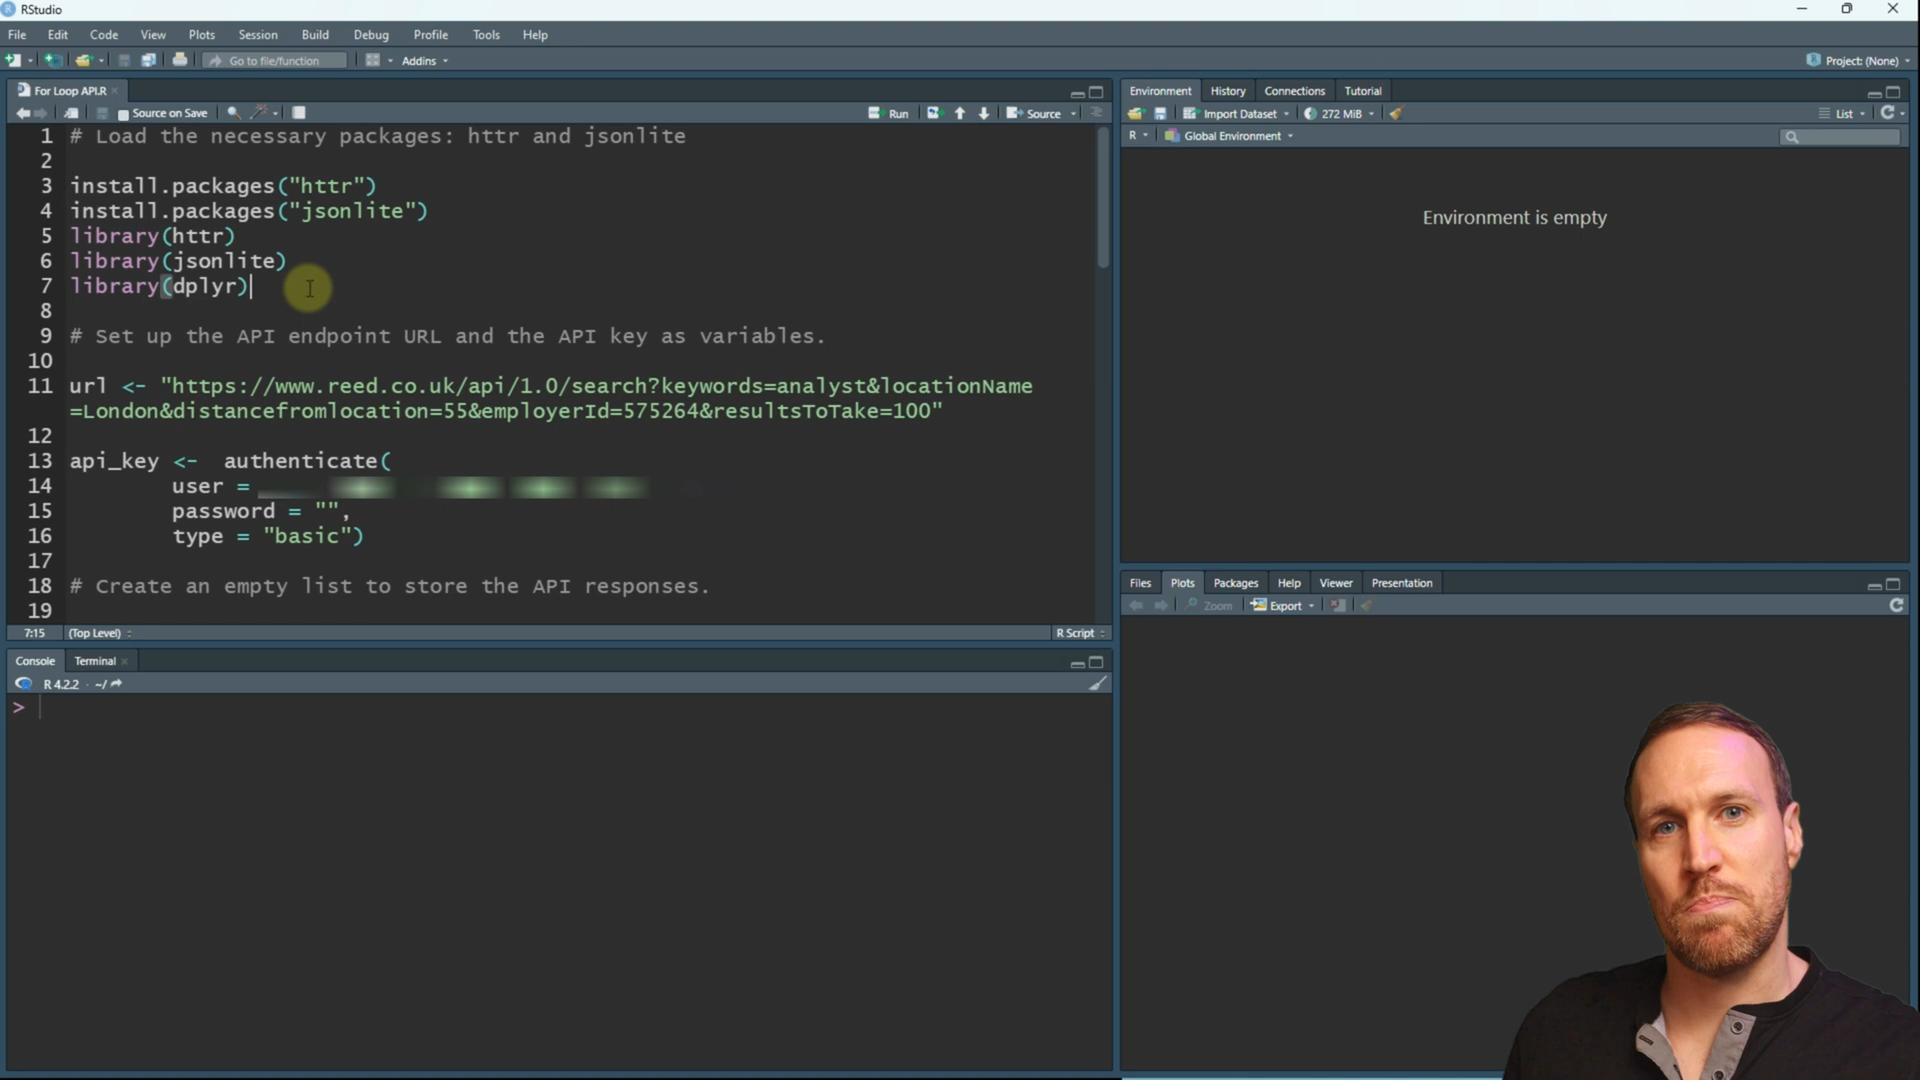 RStudio
File Edit Code View Plots Session Build Debug Profile Tools Help
Go to file/function Addins Project: (None)
For Loop API.R
Source on Save Run Source
1 # Load the necessary packages: httr and jsonlite
2
3 install.packages("httr")
4 install.packages("jsonlite")
5 library(httr)
6 library(jsonlite)
7 library(dplyr)
8
9 # Set up the API endpoint URL and the API key as variables.
10
11 url <- "https://www.reed.co.uk/api/1.0/search?keywords=analyst&locationName
=London&distancefromlocation=55&employerId=575264&resultsToTake=100"
12
13 api_key <- authenticate(
14 user =
15 password = "",
16 type = "basic")
17
18 # Create an empty list to store the API responses.
19
7:15 (Top Level) R Script
Console Terminal
R 4.2.2 · ~/
>
Environment History Connections Tutorial
Import Dataset 272 MiB List
R Global Environment
Environment is empty
Files Plots Packages Help Viewer Presentation
Zoom Export